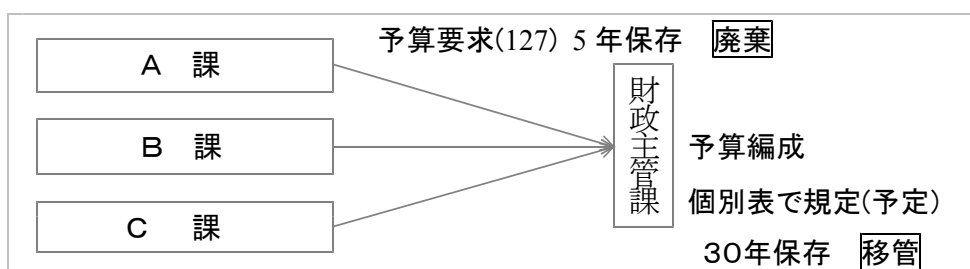 予算要求(127) 5年保存 廃棄
A 課
B 課
C 課
財政主管課
予算編成
個別表で規定(予定)
30年保存 移管